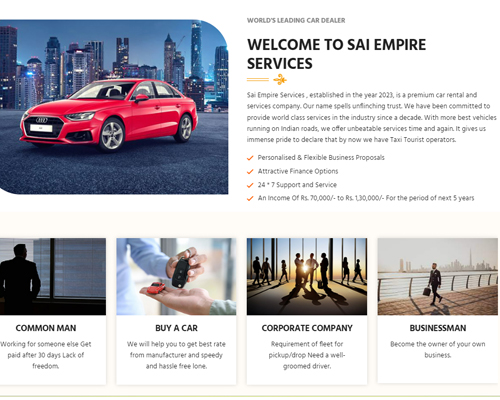 WORLD'S LEADING CAR DEALER
WELCOME TO SAI EMPIRE
SERVICES
Sai Empire Services , established in the year 2023, is a premium car rental and
services company. Our name spells unflinching trust. We have been committed to
provide world class services in the industry since a decade. With more best vehicles
running on Indian roads, we offer unbeatable services time and again. It gives us
immense pride to declare that by now we have Taxi Tourist operators.
Personalised & Flexible Business Proposals
Attractive Finance Options
24 * 7 Support and Service
An Income Of Rs. 70,000/- to Rs. 1,30,000/- For the period of next 5 years
COMMON MAN
Working for someone else Get
paid after 30 days Lack of
freedom.
BUY A CAR
We will help you to get best rate
from manufacturer and speedy
and hassle free lone.
CORPORATE COMPANY
Requirement of fleet for
pickup/drop Need a well-
groomed driver.
BUSINESSMAN
Become the owner of your own
business.